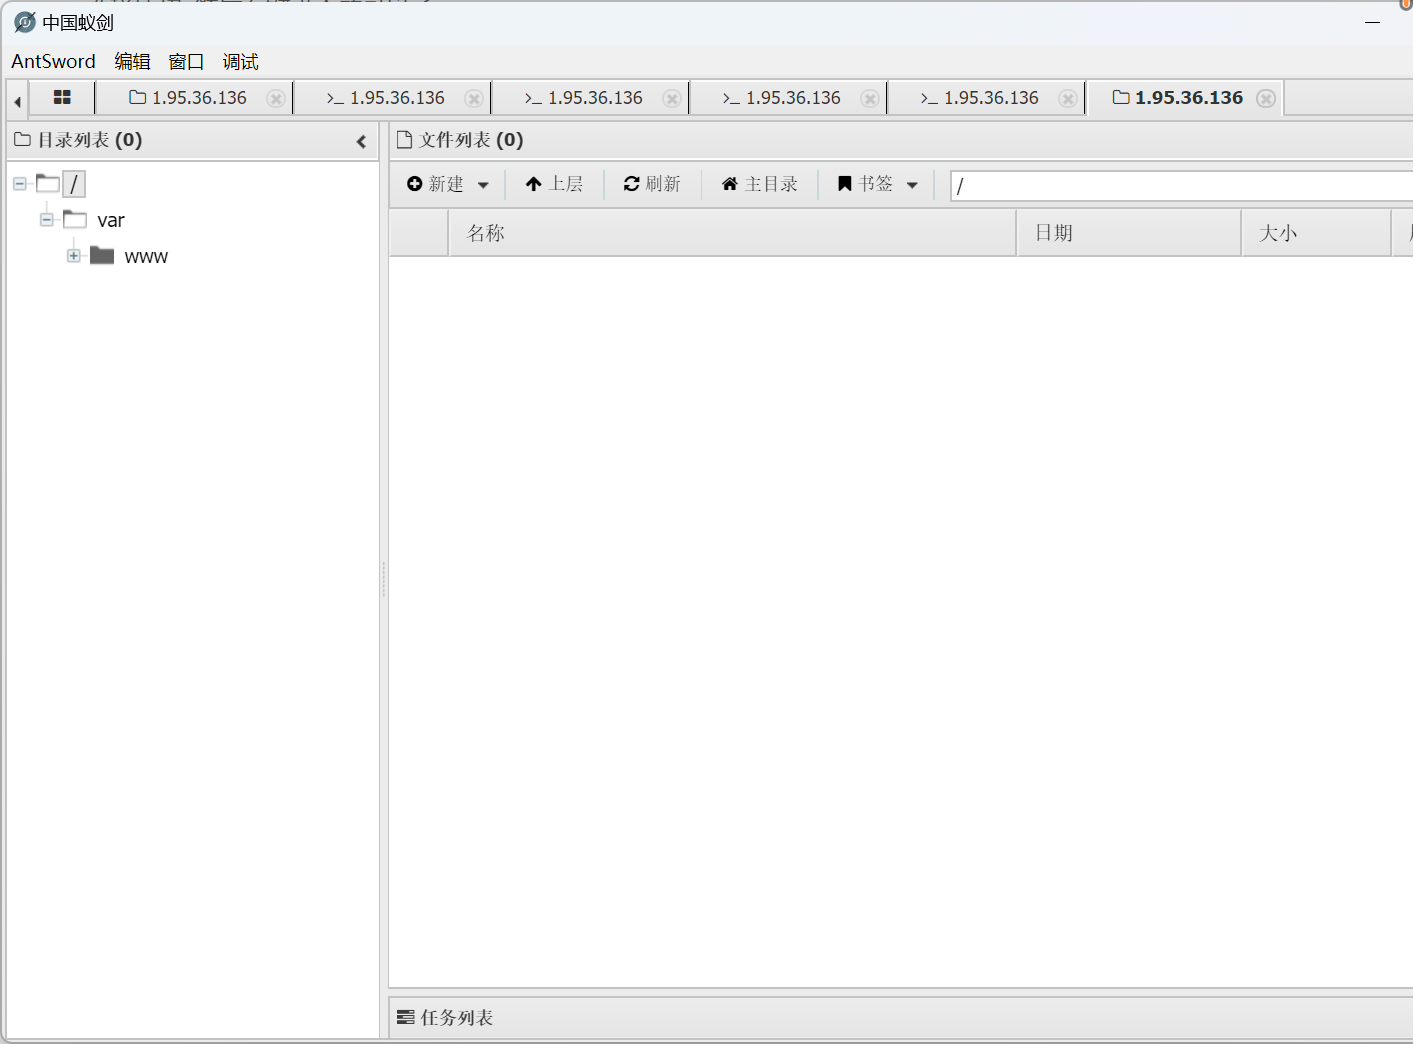 中国蚁剑
AntSword 编辑 窗口 调试
1.95.36.136 >_ 1.95.36.136 >_ 1.95.36.136 >_ 1.95.36.136 >_ 1.95.36.136 1.95.36.136
目录列表 (0)
文件列表 (0)
新建 上层 刷新 主目录 书签 /
名称 日期 大小
/
var
www
任务列表